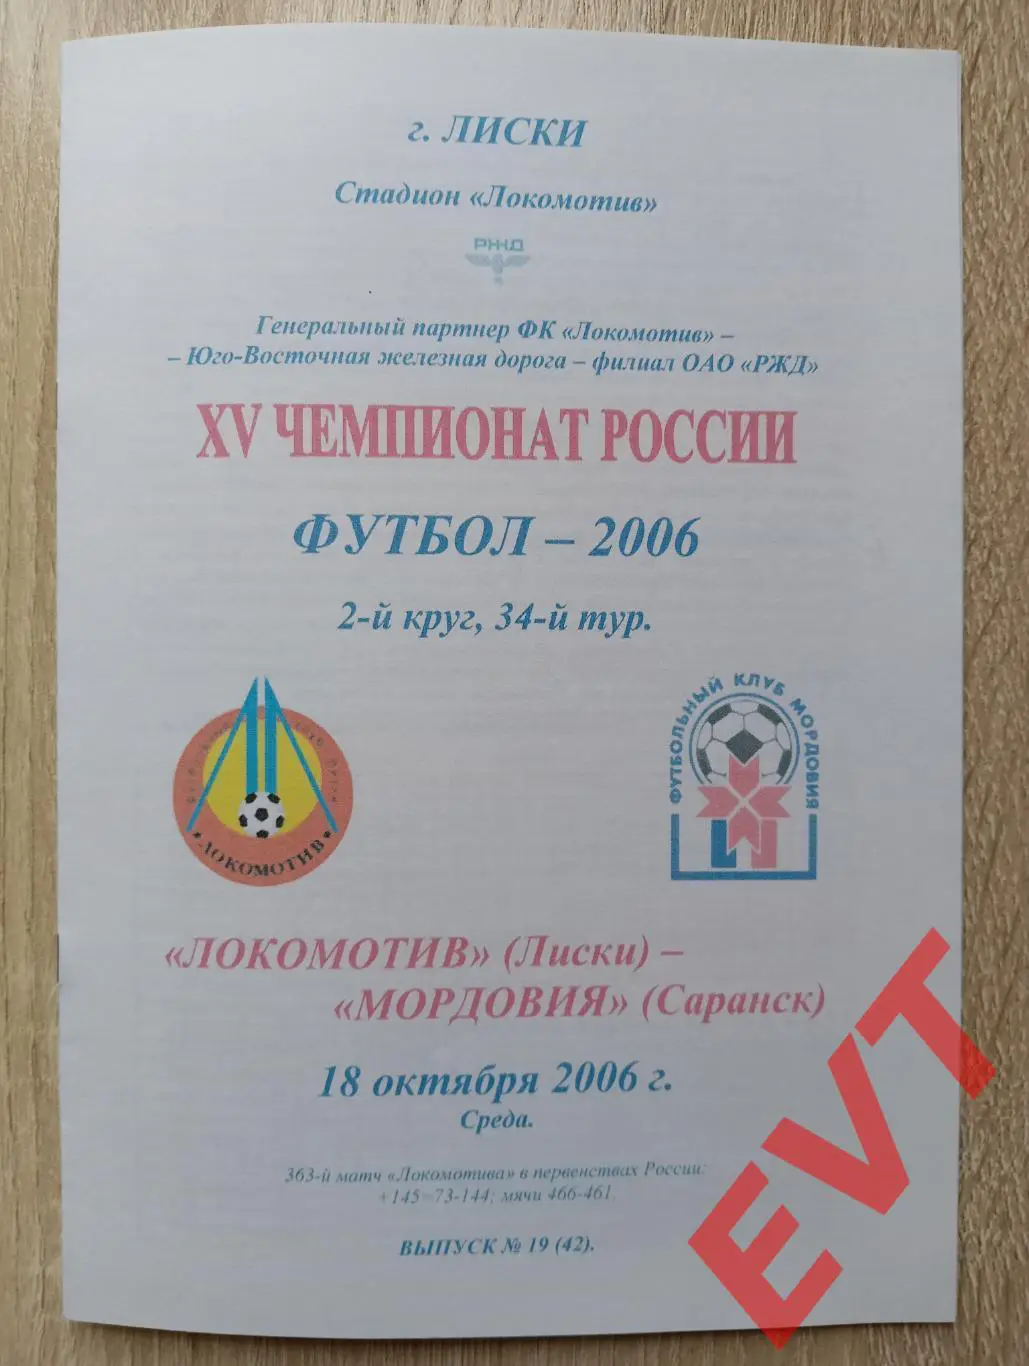 г. ЛИСКИ
Стадион «Локомотив»
РЖД
Генеральный партнер ФК «Локомотив» –
– Юго-Восточная железная дорога – филиал ОАО «РЖД»
XV ЧЕМПИОНАТ РОССИИ
ФУТБОЛ – 2006
2-й круг, 34-й тур.
ЛОКОМОТИВ
ФУТБОЛЬНЫЙ КЛУБ МОРДОВИЯ
«ЛОКОМОТИВ» (Лиски) –
«МОРДОВИЯ» (Саранск)
18 октября 2006 г.
Среда.
363-й матч «Локомотива» в первенствах России:
+145=73-144; мячи 466-461.
ВЫПУСК № 19 (42).
EVT